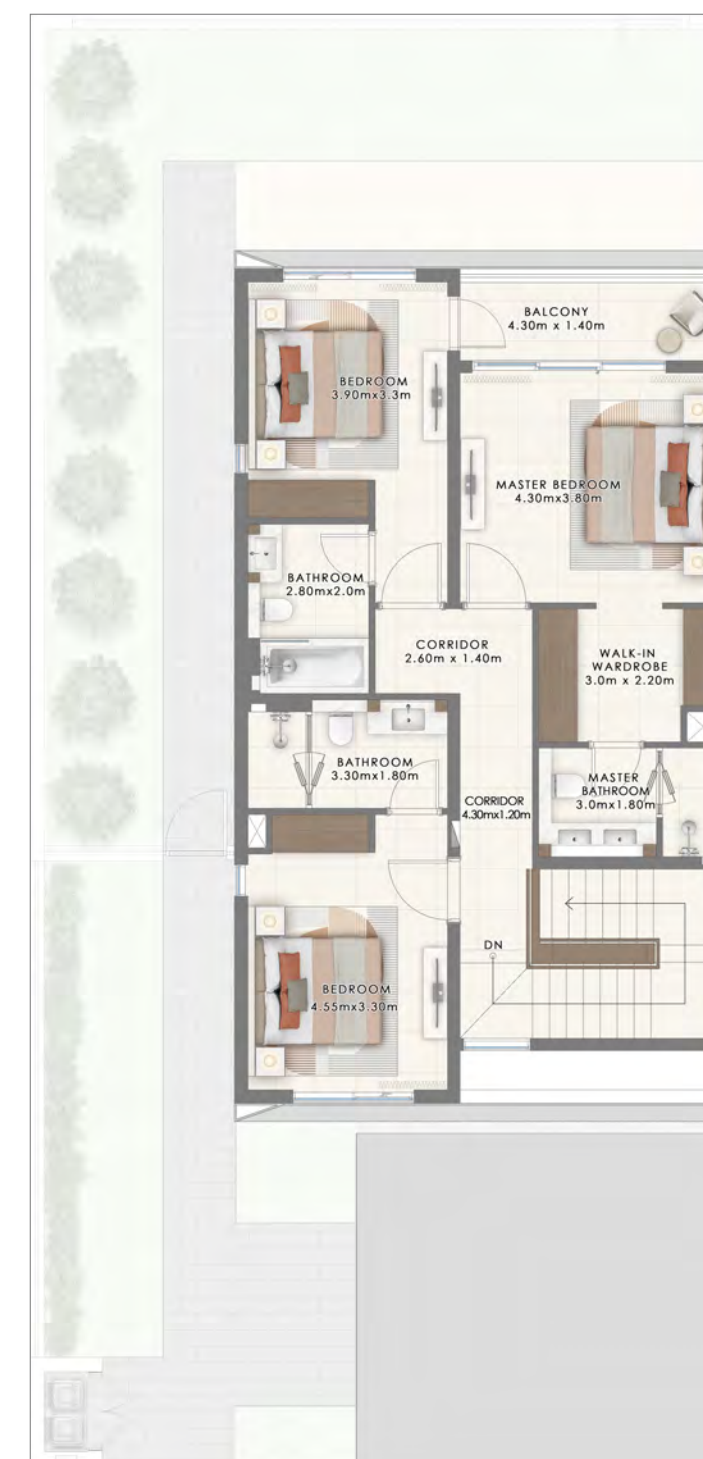 BALCONY
4.30m x 1.40m
BEDROOM
3.90mx3.3m
MASTER BEDROOM
4.30mx3.80m
BATHROOM
2.80mx2.0m
CORRIDOR
2.60m x 1.40m
WALK-IN
WARDROBE
3.0m x 2.20m
BATHROOM
3.30mx1.80m
MASTER
BATHROOM
3.0mx1.80m
CORRIDOR
4.30mx1.20m
DN
BEDROOM
4.55mx3.30m